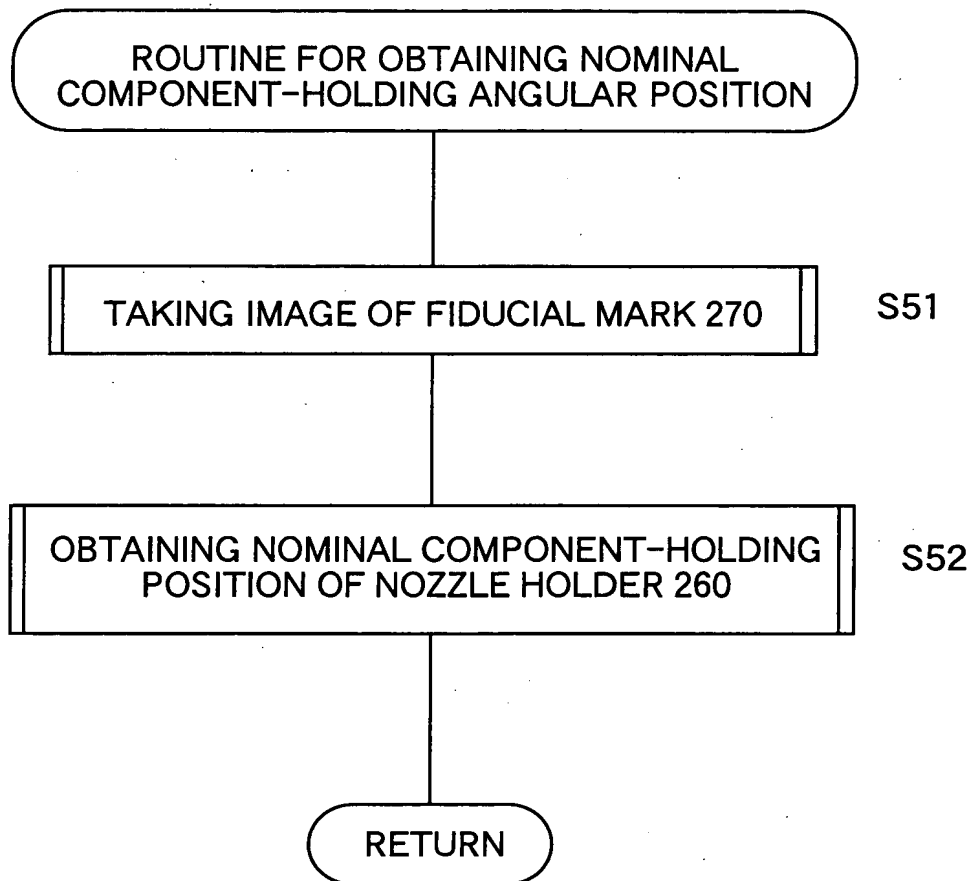 ROUTINE FOR OBTAINING NOMINAL
COMPONENT-HOLDING ANGULAR POSITION
TAKING IMAGE OF FIDUCIAL MARK 270
S51
OBTAINING NOMINAL COMPONENT-HOLDING
POSITION OF NOZZLE HOLDER 260
S52
RETURN